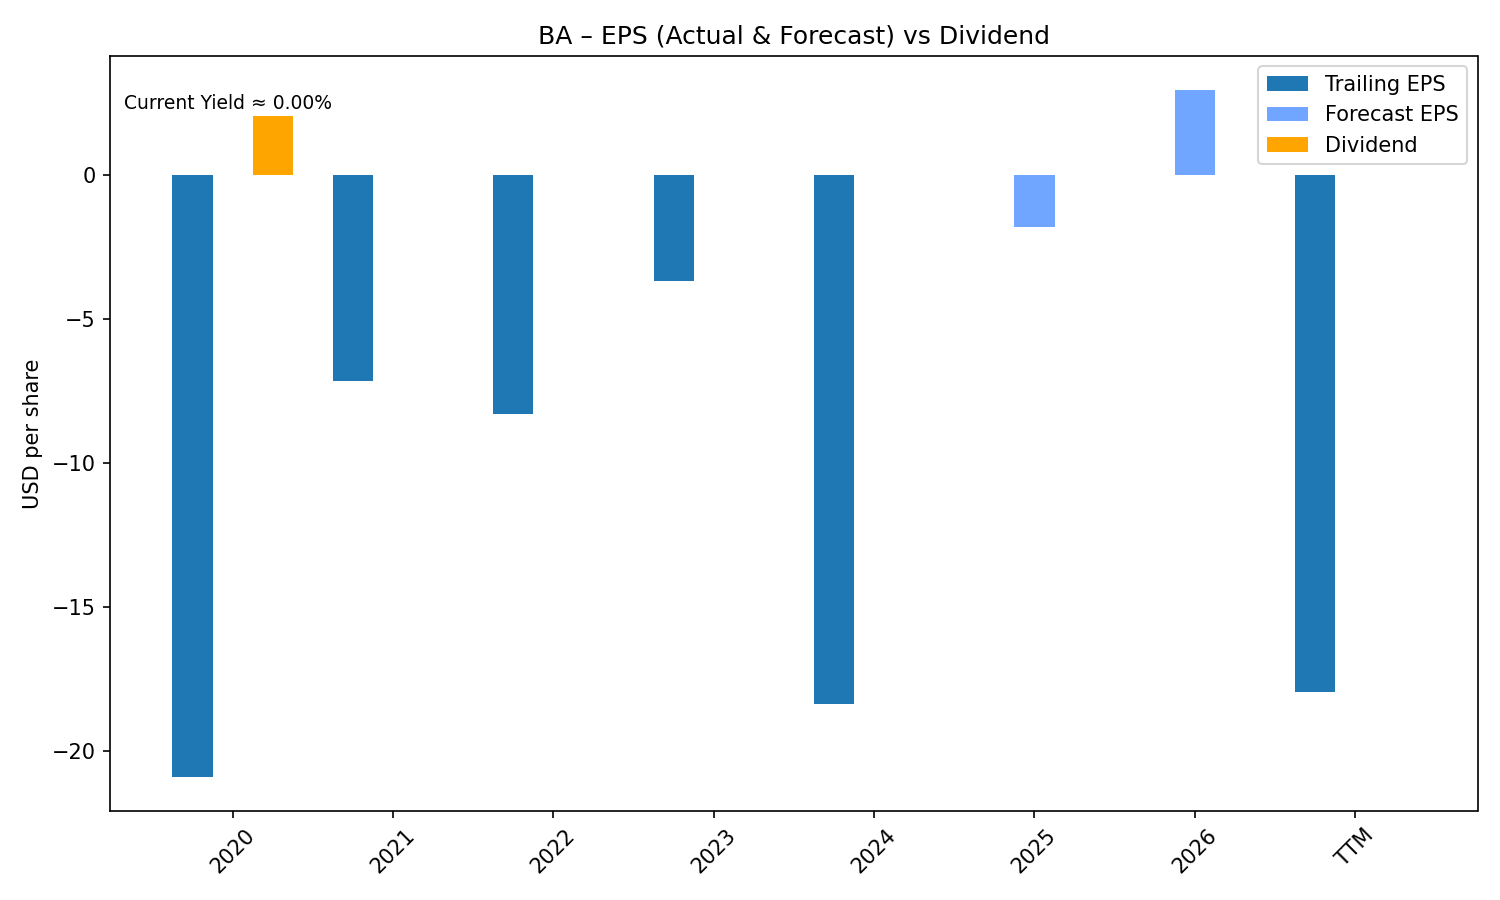 BA – EPS (Actual & Forecast) vs Dividend
Current Yield ≈ 0.00%
Trailing EPS
Forecast EPS
Dividend
USD per share
0
−5
−10
−15
−20
2020
2021
2022
2023
2024
2025
2026
TTM